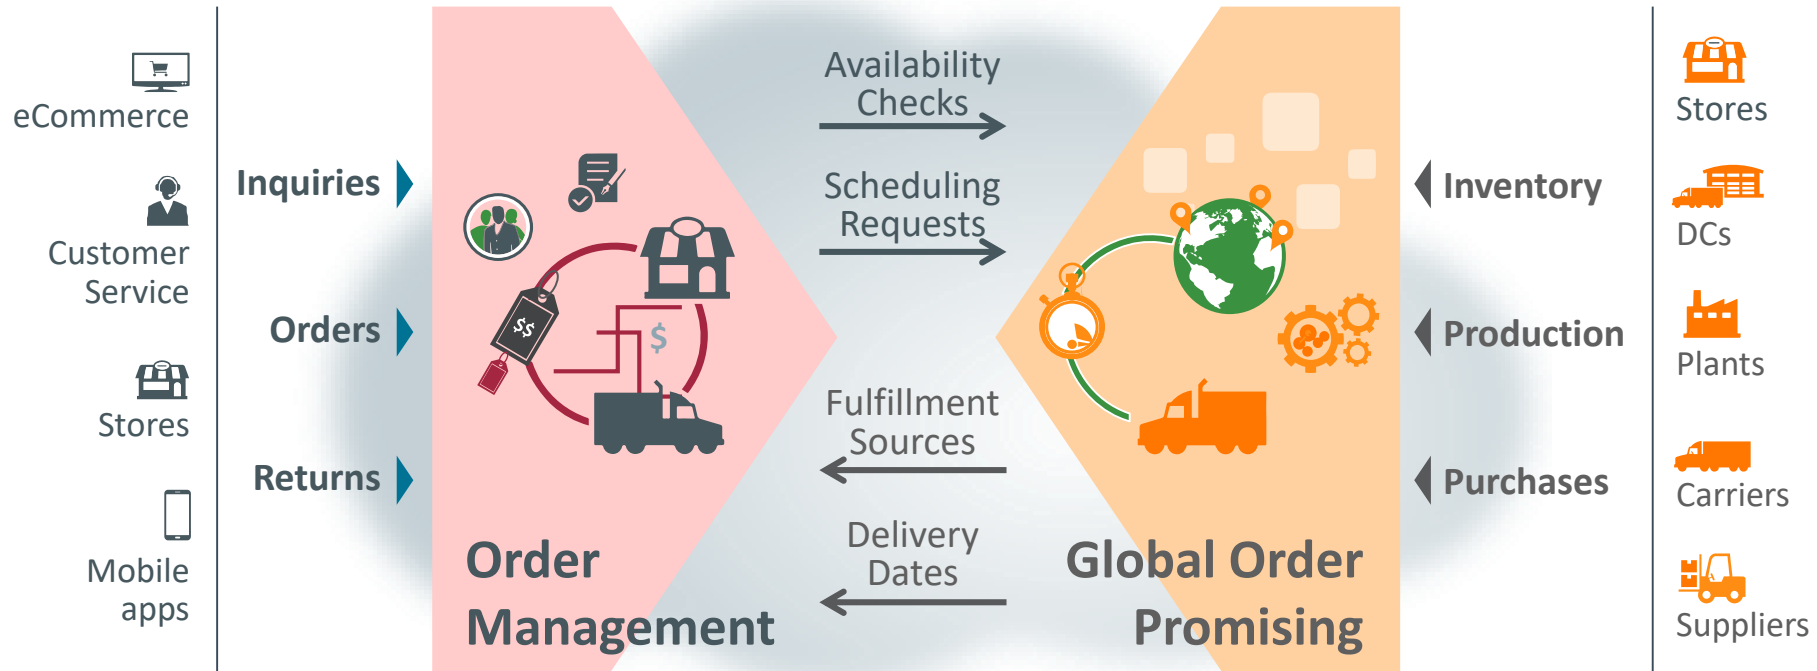 eCommerce
Customer
Service
Stores
Mobile
apps
Inquiries
Orders
Returns
$$
$
Order
Management
Availability
Checks
Scheduling
Requests
Fulfillment
Sources
Delivery
Dates
Global Order
Promising
Inventory
Production
Purchases
Stores
DCs
Plants
Carriers
Suppliers